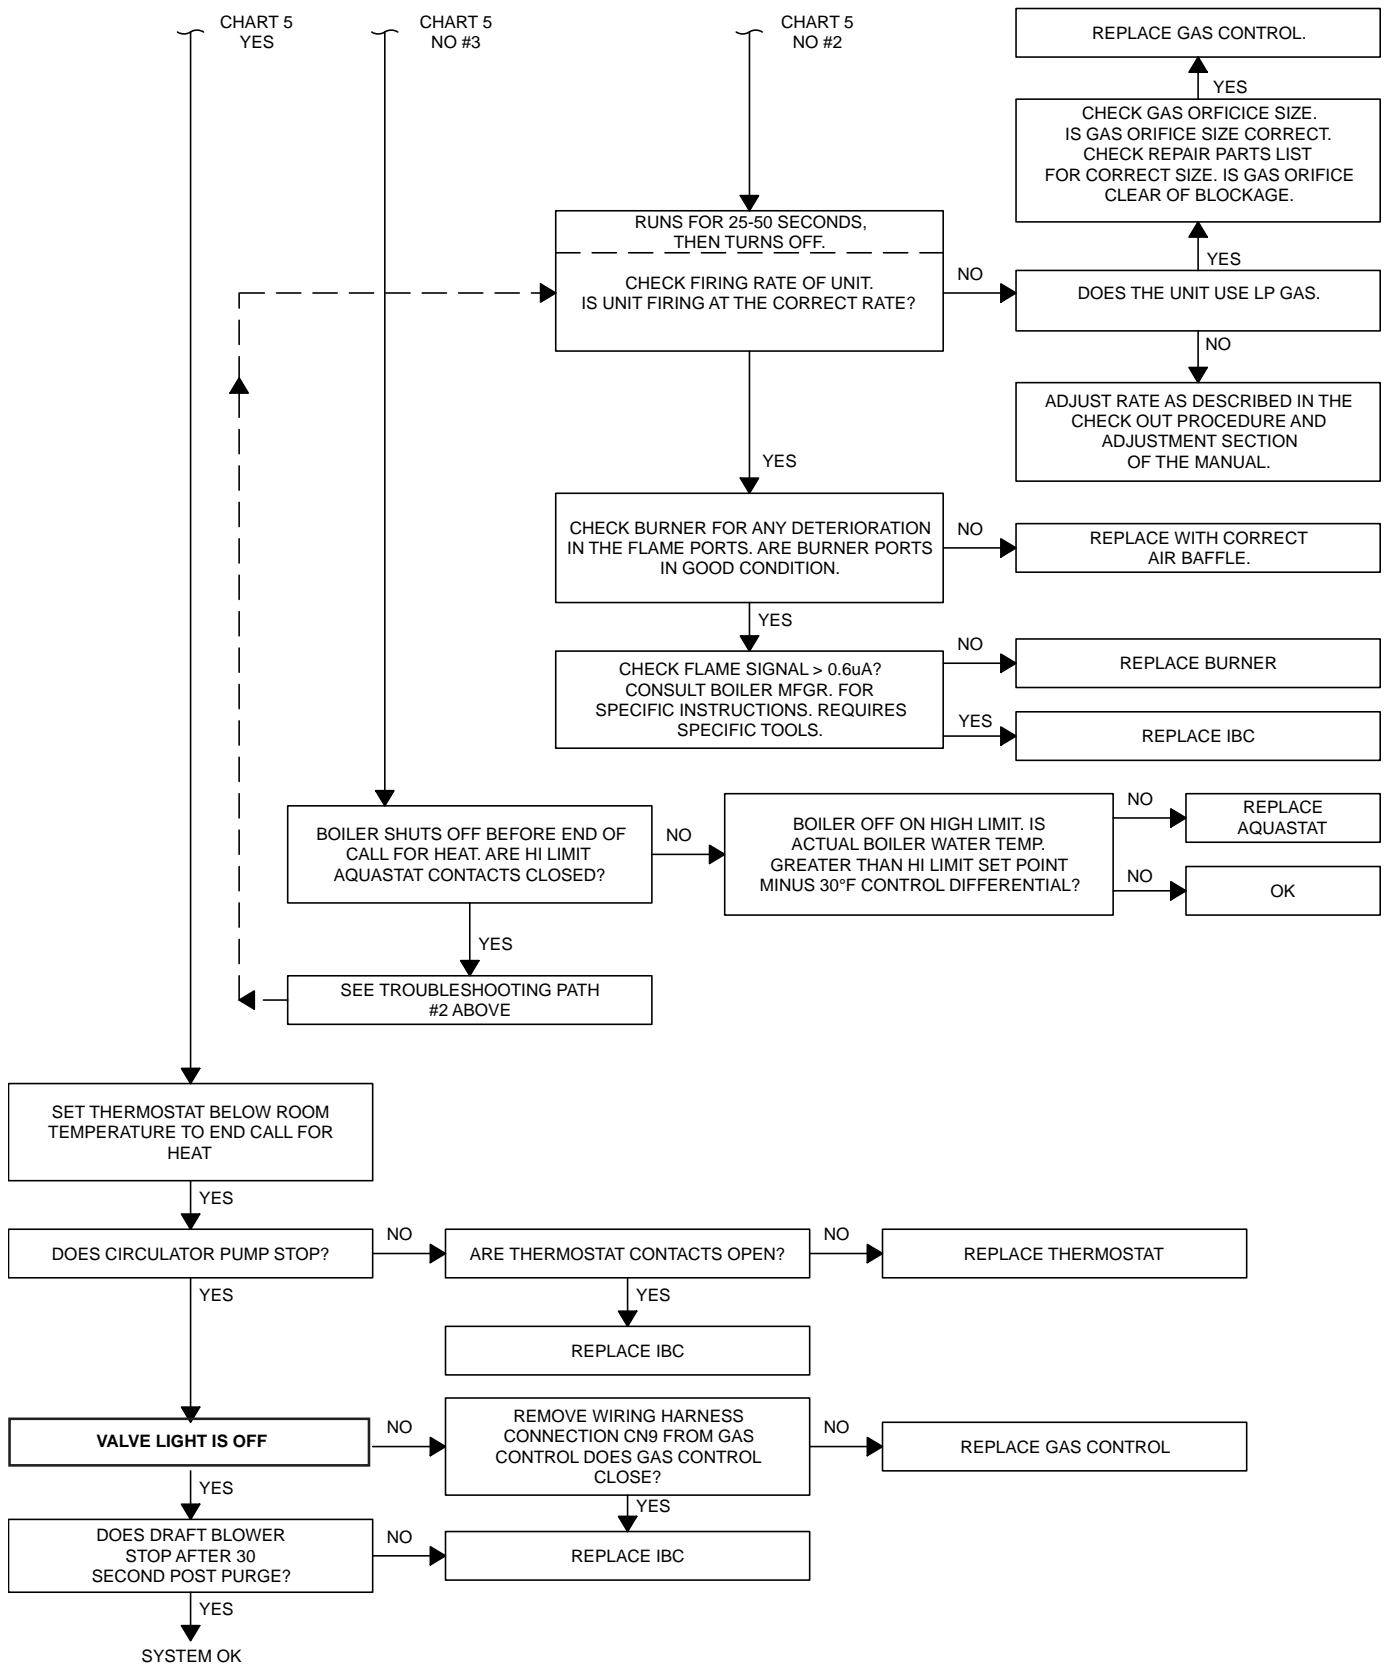 CHART 5
YES
CHART 5
NO #3
CHART 5
NO #2
REPLACE GAS CONTROL.
YES
CHECK GAS ORFICICE SIZE.
IS GAS ORIFICE SIZE CORRECT.
CHECK REPAIR PARTS LIST
FOR CORRECT SIZE. IS GAS ORIFICE
CLEAR OF BLOCKAGE.
YES
RUNS FOR 25-50 SECONDS,
THEN TURNS OFF.
CHECK FIRING RATE OF UNIT.
IS UNIT FIRING AT THE CORRECT RATE?
NO
DOES THE UNIT USE LP GAS.
NO
ADJUST RATE AS DESCRIBED IN THE
CHECK OUT PROCEDURE AND
ADJUSTMENT SECTION
OF THE MANUAL.
YES
CHECK BURNER FOR ANY DETERIORATION
IN THE FLAME PORTS. ARE BURNER PORTS
IN GOOD CONDITION.
NO
REPLACE WITH CORRECT
AIR BAFFLE.
YES
CHECK FLAME SIGNAL > 0.6uA?
CONSULT BOILER MFGR. FOR
SPECIFIC INSTRUCTIONS. REQUIRES
SPECIFIC TOOLS.
NO
REPLACE BURNER
YES
REPLACE IBC
BOILER SHUTS OFF BEFORE END OF
CALL FOR HEAT. ARE HI LIMIT
AQUASTAT CONTACTS CLOSED?
NO
BOILER OFF ON HIGH LIMIT. IS
ACTUAL BOILER WATER TEMP.
GREATER THAN HI LIMIT SET POINT
MINUS 30°F CONTROL DIFFERENTIAL?
NO
REPLACE
AQUASTAT
NO
OK
YES
SEE TROUBLESHOOTING PATH
#2 ABOVE
SET THERMOSTAT BELOW ROOM
TEMPERATURE TO END CALL FOR
HEAT
YES
DOES CIRCULATOR PUMP STOP?
NO
ARE THERMOSTAT CONTACTS OPEN?
NO
REPLACE THERMOSTAT
YES
YES
REPLACE IBC
VALVE LIGHT IS OFF
NO
REMOVE WIRING HARNESS
CONNECTION CN9 FROM GAS
CONTROL DOES GAS CONTROL
CLOSE?
NO
REPLACE GAS CONTROL
YES
YES
DOES DRAFT BLOWER
STOP AFTER 30
SECOND POST PURGE?
NO
REPLACE IBC
YES
SYSTEM OK